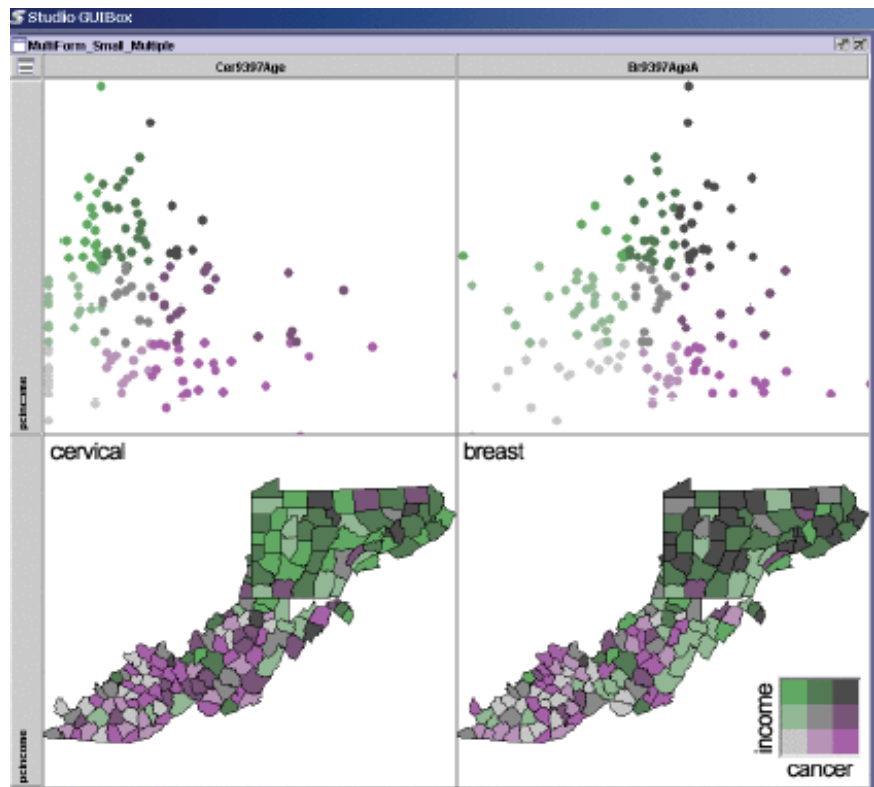 Studio GUIBox
MultiForm_Small_Multiple
Cer9397Age
Br9397AgeA
pcincome
cervical
breast
pcincome
income
cancer